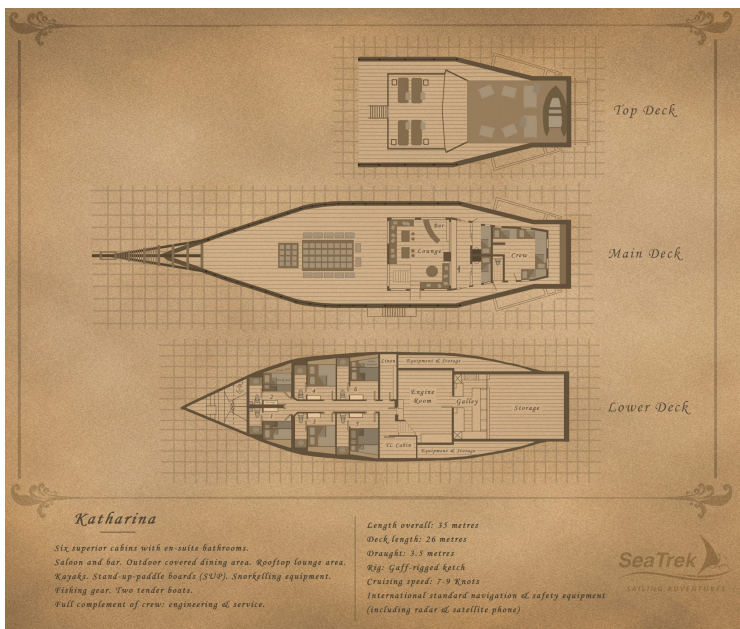 Top Deck
Bar
Lounge
Crew
Main Deck
Linen
Equipment & Storage
2
4
6
Engine
Room
Galley
Storage
Lower Deck
1
3
5
TL Cabin
Equipment & Storage
Katharina
Six superior cabins with en-suite bathrooms.
Saloon and bar. Outdoor covered dining area. Rooftop lounge area.
Kayaks. Stand-up-paddle boards (SUP). Snorkelling equipment.
Fishing gear. Two tender boats.
Full complement of crew: engineering & service.
Length overall: 35 metres
Deck length: 26 metres
Draught: 3.5 metres
Rig: Gaff-rigged ketch
Cruising speed: 7-9 Knots
International standard navigation & safety equipment
(including radar & satellite phone)
SeaTrek
SAILING ADVENTURES